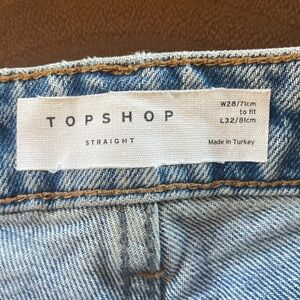 TOPSHOP
STRAIGHT
W28/71cm
to fit
L32/81cm
Made in Turkey